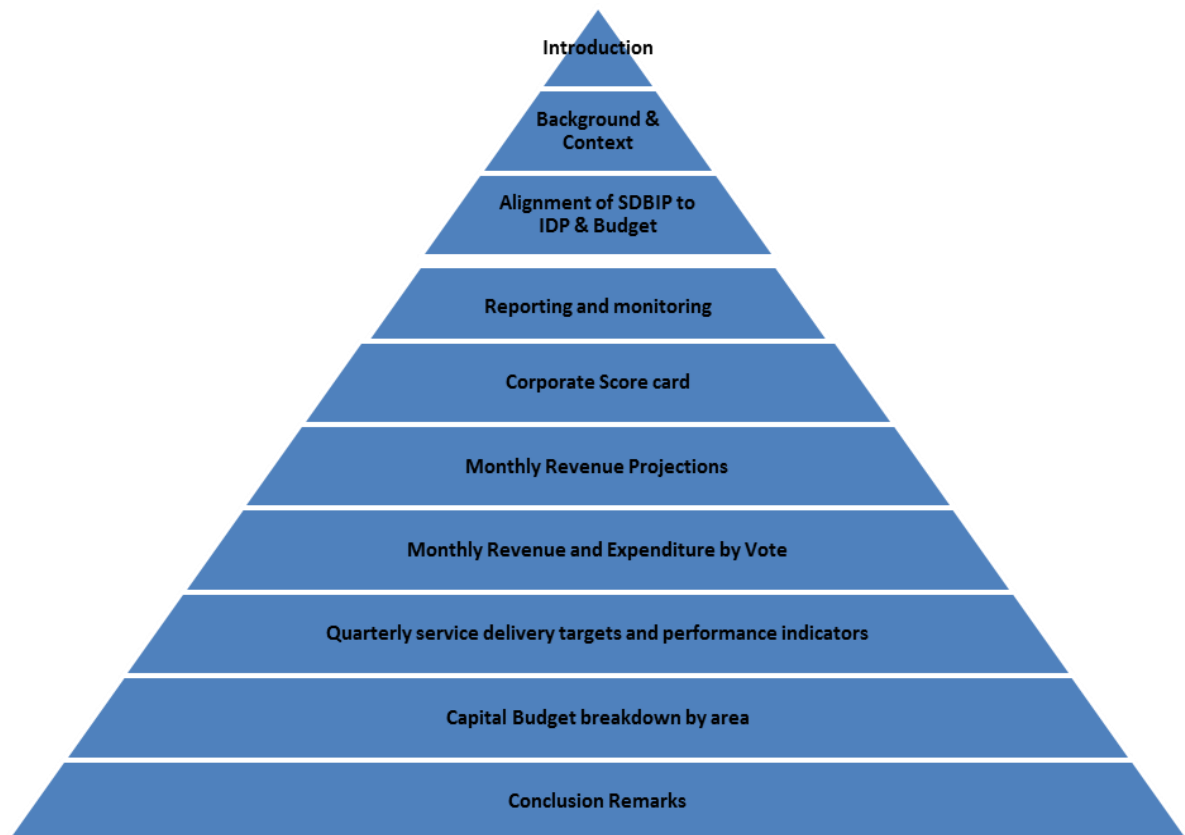 Introduction
Background &
Context
Alignment of SDBIP to
IDP & Budget
Reporting and monitoring
Corporate Score card
Monthly Revenue Projections
Monthly Revenue and Expenditure by Vote
Quarterly service delivery targets and performance indicators
Capital Budget breakdown by area
Conclusion Remarks